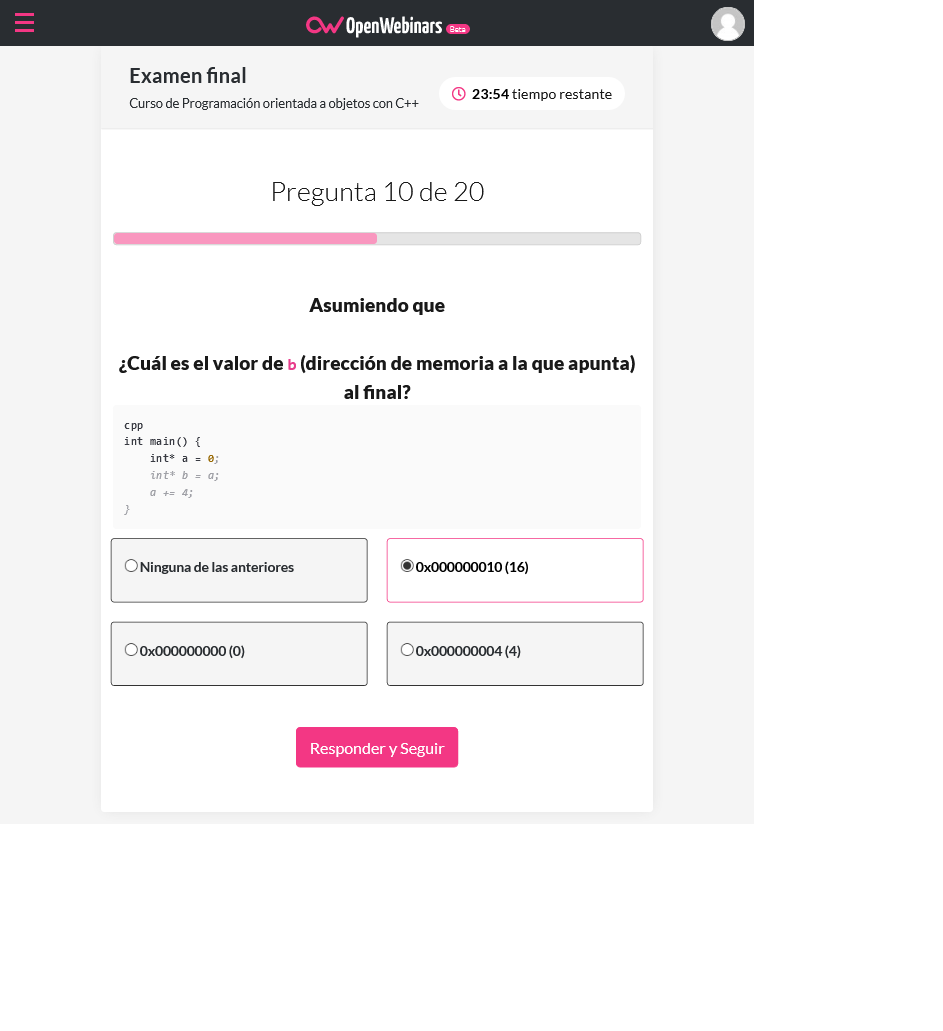 OpenWebinars Beta
Examen final
Curso de Programación orientada a objetos con C++
23:54 tiempo restante
Pregunta 10 de 20
Asumiendo que
¿Cuál es el valor de b (dirección de memoria a la que apunta)
al final?
cpp
int main() {
    int* a = 0;
    int* b = a;
    a += 4;
}
Ninguna de las anteriores
0x000000010 (16)
0x000000000 (0)
0x000000004 (4)
Responder y Seguir